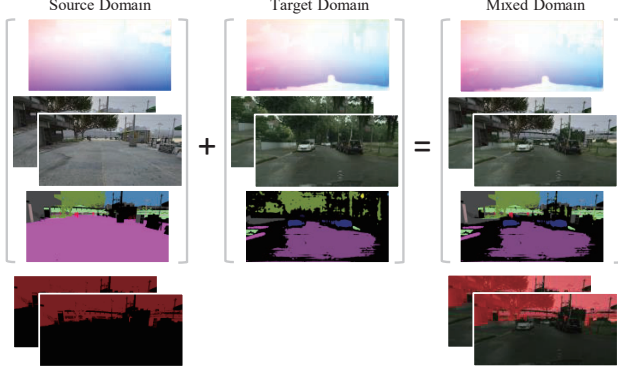 Source Domain
Target Domain
Mixed Domain
+
=